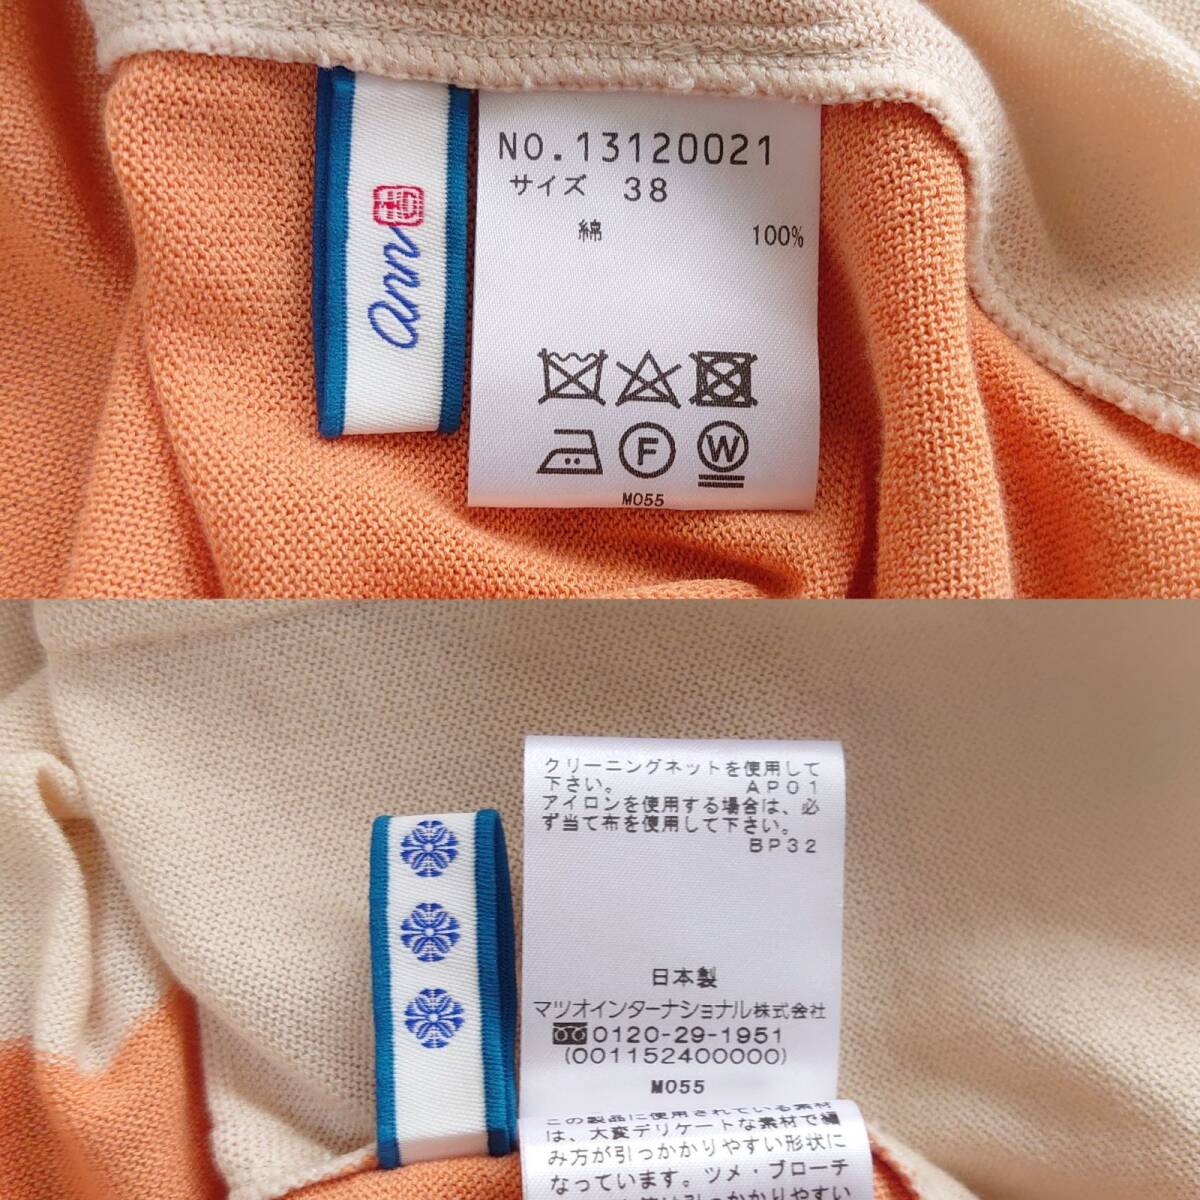 NO.13120021
サイズ 38
綿 100%
F
W
M055
クリーニングネットを使用して
下さい。 AP01
アイロンを使用する場合は、必
ず当て布を使用して下さい。
BP32
日本製
マツオインターナショナル株式会社
0120-29-1951
(001152400000)
M055
この製品に使用されている素材
は、大変デリケートな素材で編
み方が引っかかりやすい形状に
なっています。ツメ・ブローチ